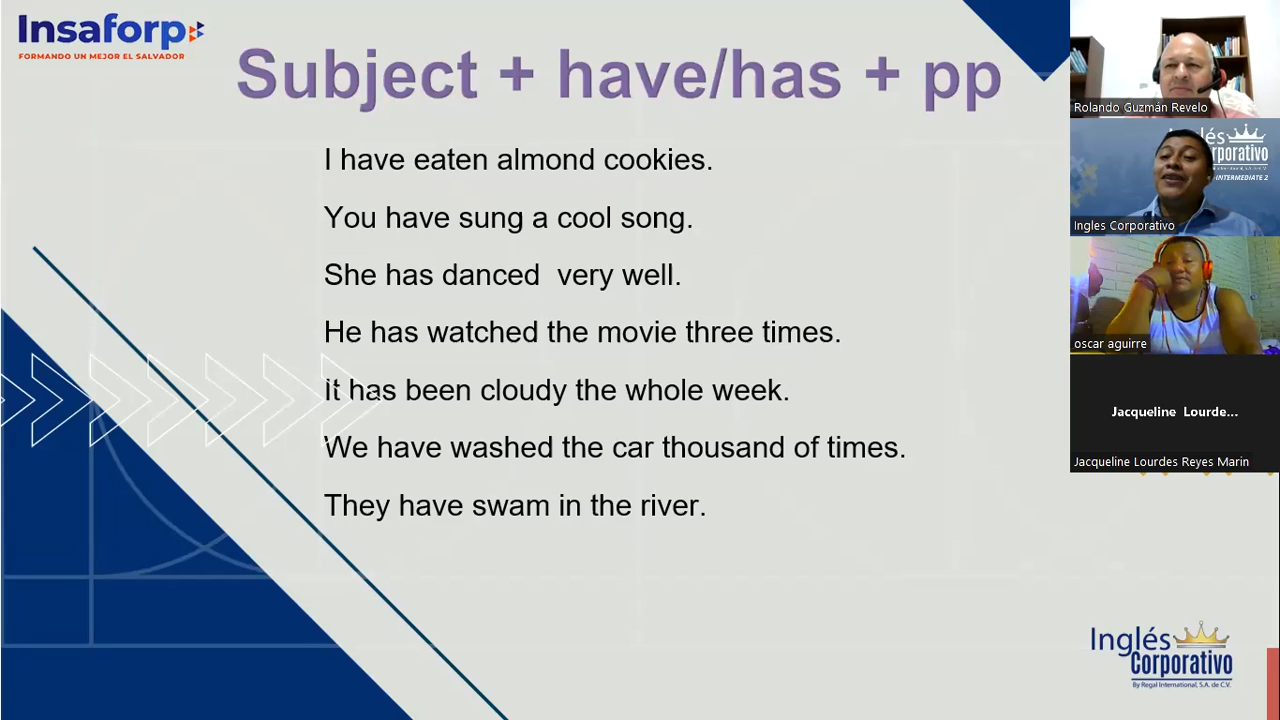 Insaforp
FORMANDO UN MEJOR EL SALVADOR
Subject + have/has + pp
I have eaten almond cookies.
You have sung a cool song.
She has danced  very well.
He has watched the movie three times.
It has been cloudy the whole week.
We have washed the car thousand of times.
They have swam in the river.
Rolando Guzmán Revelo
Inglés
Corporativo
INTERMEDIATE 2
Ingles Corporativo
oscar aguirre
Jacqueline Lourde...
Jacqueline Lourdes Reyes Marin
Inglés
Corporativo
By Regal International, S.A. de C.V.